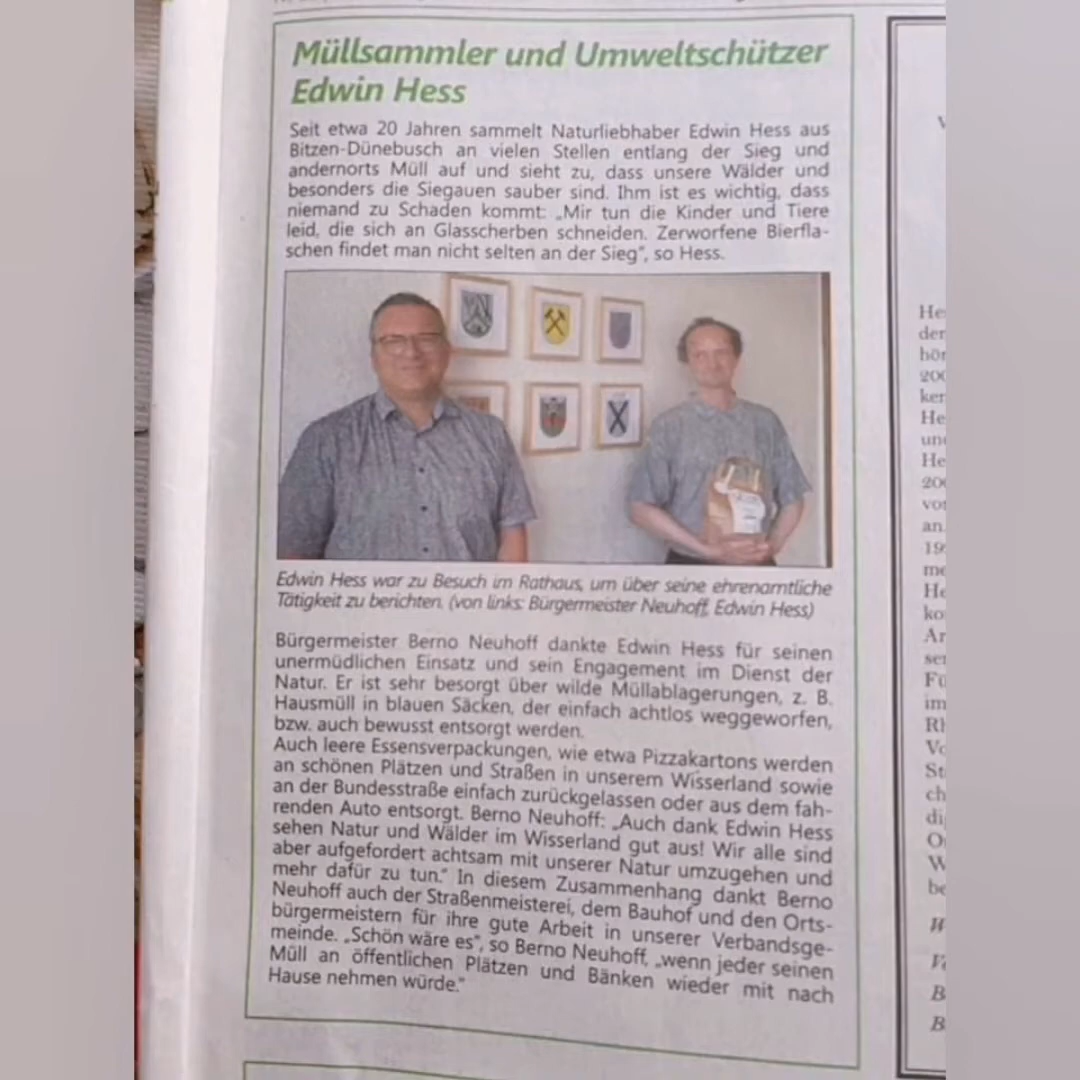 Müllsammler und Umweltschützer
Edwin Hess
Seit etwa 20 Jahren sammelt Naturliebhaber Edwin Hess aus
Bitzen-Dünebusch an vielen Stellen entlang der Sieg und
andernorts Müll auf und sieht zu, dass unsere Wälder und
besonders die Siegauen sauber sind. Ihm ist es wichtig, dass
niemand zu Schaden kommt: „Mir tun die Kinder und Tiere
leid, die sich an Glasscherben schneiden. Zerworfene Bierfla-
schen findet man nicht selten an der Sieg“, so Hess.
Edwin Hess war zu Besuch im Rathaus, um über seine ehrenamtliche
Tätigkeit zu berichten. (von links: Bürgermeister Neuhoff, Edwin Hess)
Bürgermeister Berno Neuhoff dankte Edwin Hess für seinen
unermüdlichen Einsatz und sein Engagement im Dienst der
Natur. Er ist sehr besorgt über wilde Müllablagerungen, z. B.
Hausmüll in blauen Säcken, der einfach achtlos weggeworfen,
bzw. auch bewusst entsorgt werden.
Auch leere Essensverpackungen, wie etwa Pizzakartons werden
an schönen Plätzen und Straßen in unserem Wisserland sowie
an der Bundesstraße einfach zurückgelassen oder aus dem fah-
renden Auto entsorgt. Berno Neuhoff: „Auch dank Edwin Hess
sehen Natur und Wälder im Wisserland gut aus! Wir alle sind
aber aufgefordert achtsam mit unserer Natur umzugehen und
mehr dafür zu tun.“ In diesem Zusammenhang dankt Berno
Neuhoff auch der Straßenmeisterei, dem Bauhof und den Orts-
bürgermeistern für ihre gute Arbeit in unserer Verbandsge-
meinde. „Schön wäre es“, so Berno Neuhoff, „wenn jeder seinen
Müll an öffentlichen Plätzen und Bänken wieder mit nach
Hause nehmen würde.“